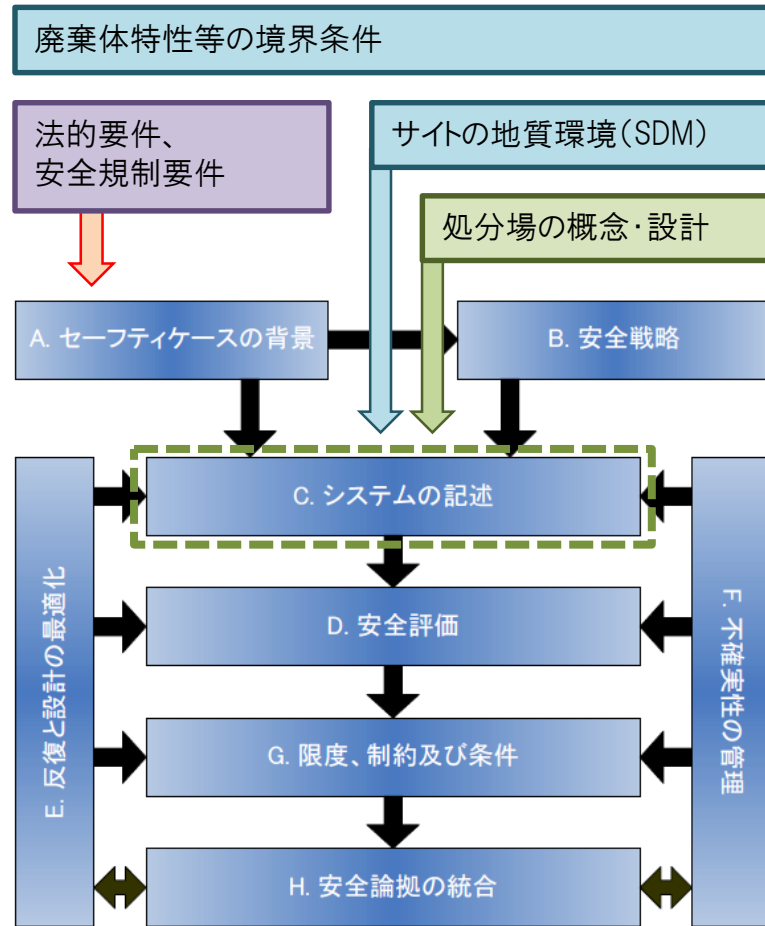 廃棄体特性等の境界条件
法的要件、
安全規制要件
サイトの地質環境(SDM)
処分場の概念・設計
A. セーフティケースの背景
B. 安全戦略
C. システムの記述
D. 安全評価
E. 反復と設計の最適化
F. 不確実性の管理
G. 限度、制約及び条件
H. 安全論拠の統合